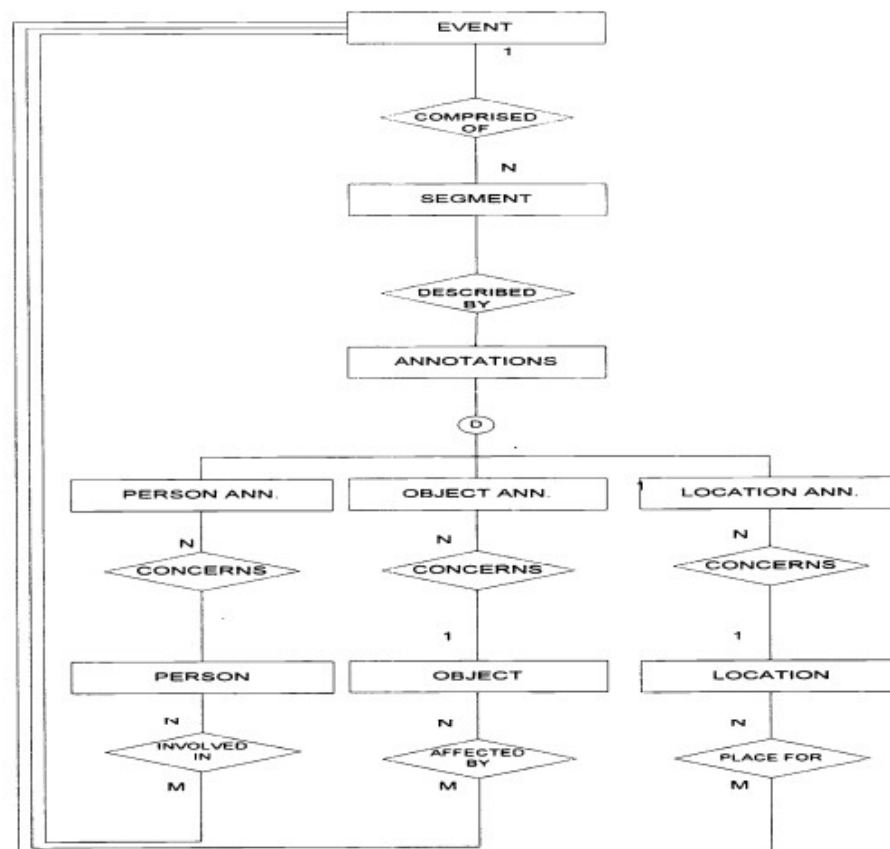 EVENT
1
COMPRISED
OF
N
SEGMENT
DESCRIBED
BY
ANNOTATIONS
D
PERSON ANN.
OBJECT ANN.
1
LOCATION ANN.
N
N
N
CONCERNS
CONCERNS
CONCERNS
1
1
PERSON
OBJECT
LOCATION
N
N
N
INVOLVED
IN
AFFECTED
BY
PLACE FOR
M
M
M